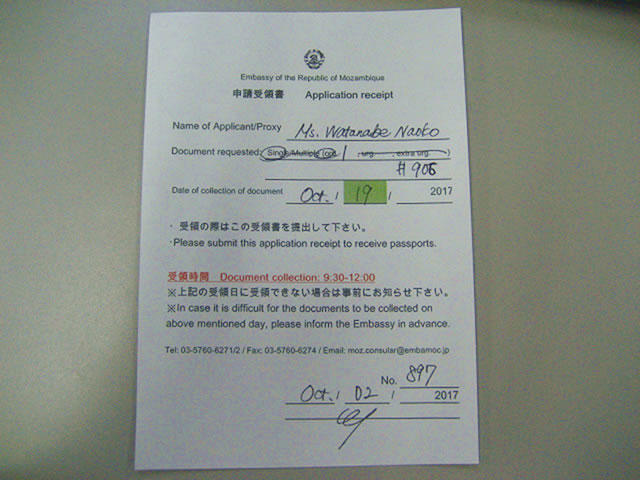 Embassy of the Republic of Mozambique
申請受領書 Application receipt
Name of Applicant/Proxy Ms. Watanabe Naoko
Document requested: Single/Multiple (ord. / urg. extra urg. )
#906
Date of collection of document Oct. / 19 / 2017
・ 受領の際はこの受領書を提出して下さい。
・Please submit this application receipt to receive passports.
受領時間 Document collection: 9:30-12:00
※上記の受領日に受領できない場合は事前にお知らせ下さい。
※In case it is difficult for the documents to be collected on
above mentioned day, please inform the Embassy in advance.
Tel: 03-5760-6271/2 / Fax: 03-5760-6274 / Email: moz.consular@embamoc.jp
No. 897
Oct. / 02 / 2017